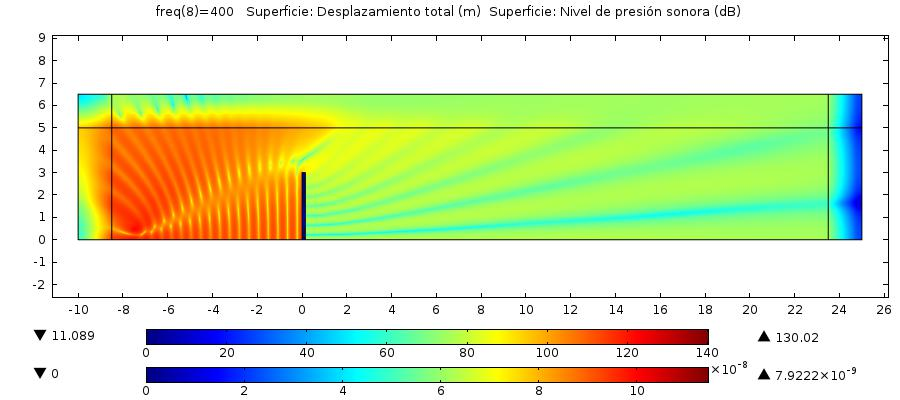 freq(8)=400 Superficie: Desplazamiento total (m) Superficie: Nivel de presión sonora (dB)
9
8
7
6
5
4
3
2
1
0
-1
-2
-10 -8 -6 -4 -2 0 2 4 6 8 10 12 14 16 18 20 22 24 26
▼ 11.089 ▲ 130.02
0 20 40 60 80 100 120 140
▼ 0 ×10⁻⁸ ▲ 7.9222×10⁻⁹
0 2 4 6 8 10